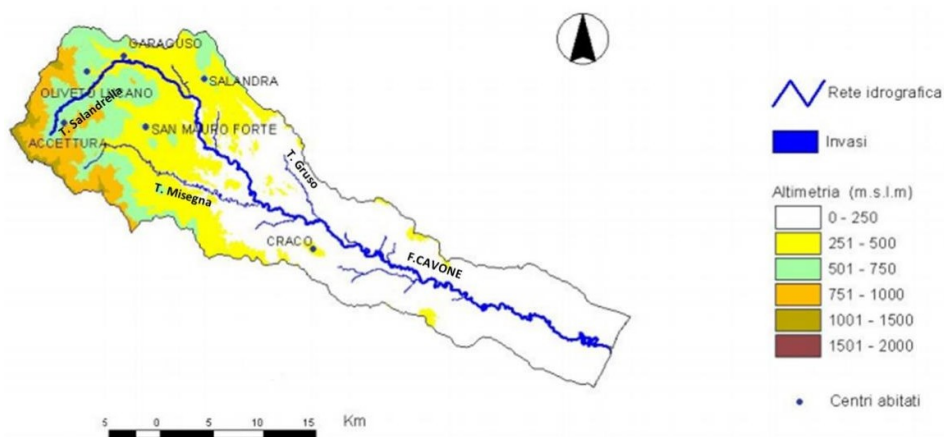 GARAGUSO
SALANDRA
OLIVETO LUCANO
T. Salandrella
SAN MAURO FORTE
ACCETTURA
T. Gruso
T. Misegna
CRACO
F.CAVONE
Rete idrografica
Invasi
Altimetria (m.s.l.m)
0 - 250
251 - 500
501 - 750
751 - 1000
1001 - 1500
1501 - 2000
Centri abitati
5 0 5 10 15 Km